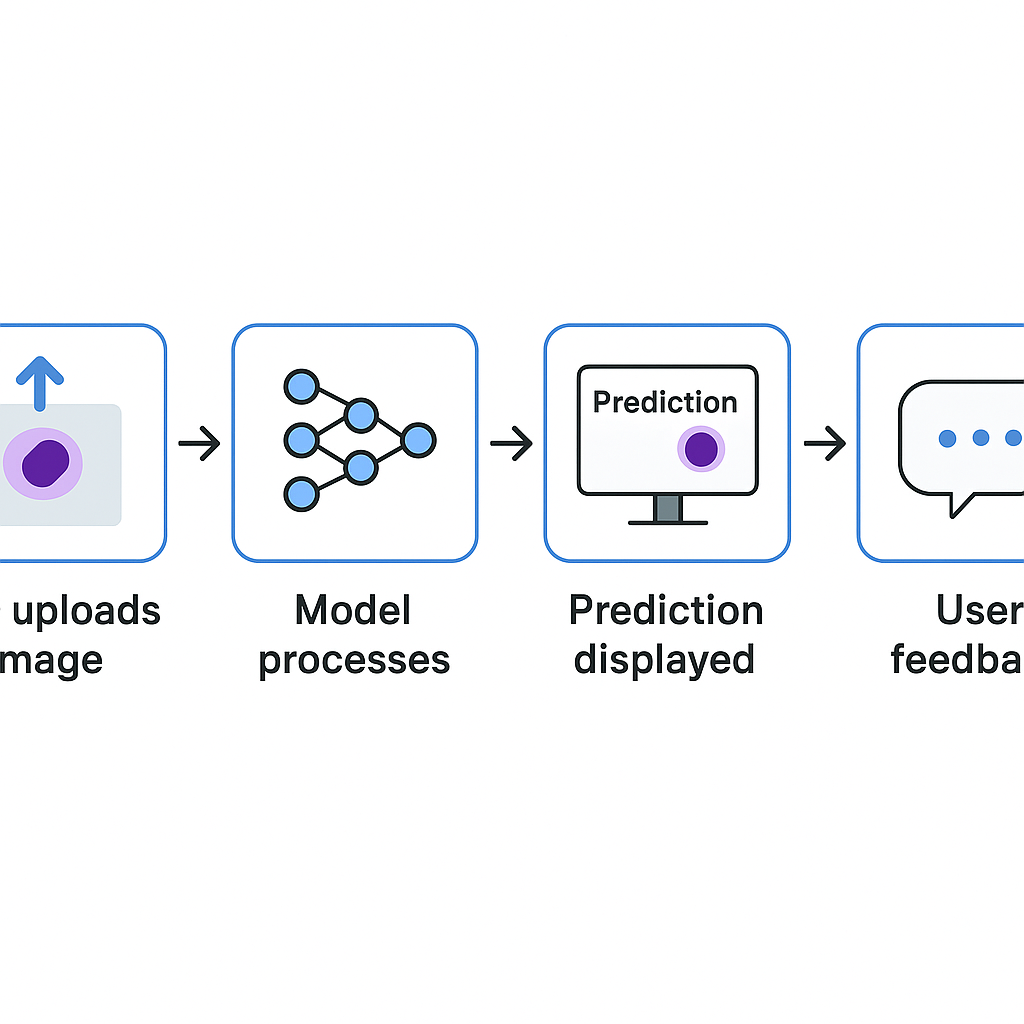 uploads
mage
Model
processes
Prediction
Prediction
displayed
User
feedba